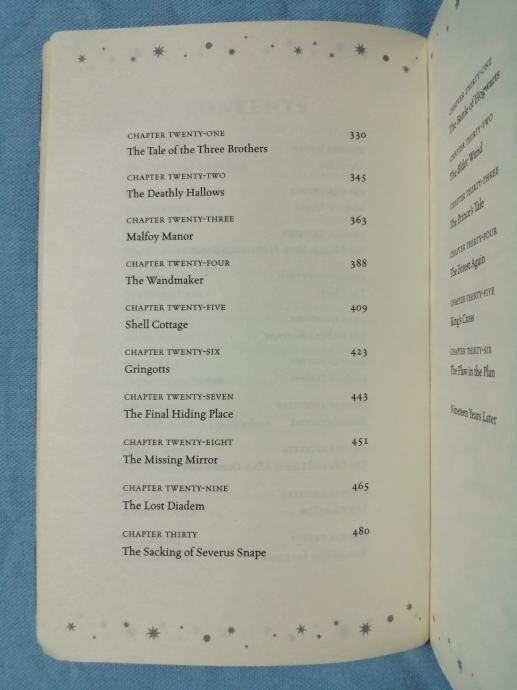 CHAPTER TWENTY-ONE 330
The Tale of the Three Brothers
CHAPTER TWENTY-TWO 345
The Deathly Hallows
CHAPTER TWENTY-THREE 363
Malfoy Manor
CHAPTER TWENTY-FOUR 388
The Wandmaker
CHAPTER TWENTY-FIVE 409
Shell Cottage
CHAPTER TWENTY-SIX 423
Gringotts
CHAPTER TWENTY-SEVEN 443
The Final Hiding Place
CHAPTER TWENTY-EIGHT 451
The Missing Mirror
CHAPTER TWENTY-NINE 465
The Lost Diadem
CHAPTER THIRTY 480
The Sacking of Severus Snape
CHAPTER THIRTY-ONE
The Battle of Hogwarts
CHAPTER THIRTY-TWO
The Elder Wand
CHAPTER THIRTY-THREE
The Prince's Tale
CHAPTER THIRTY-FOUR
The Forest Again
CHAPTER THIRTY-FIVE
King's Cross
CHAPTER THIRTY-SIX
The Flaw in the Plan
Nineteen Years Later